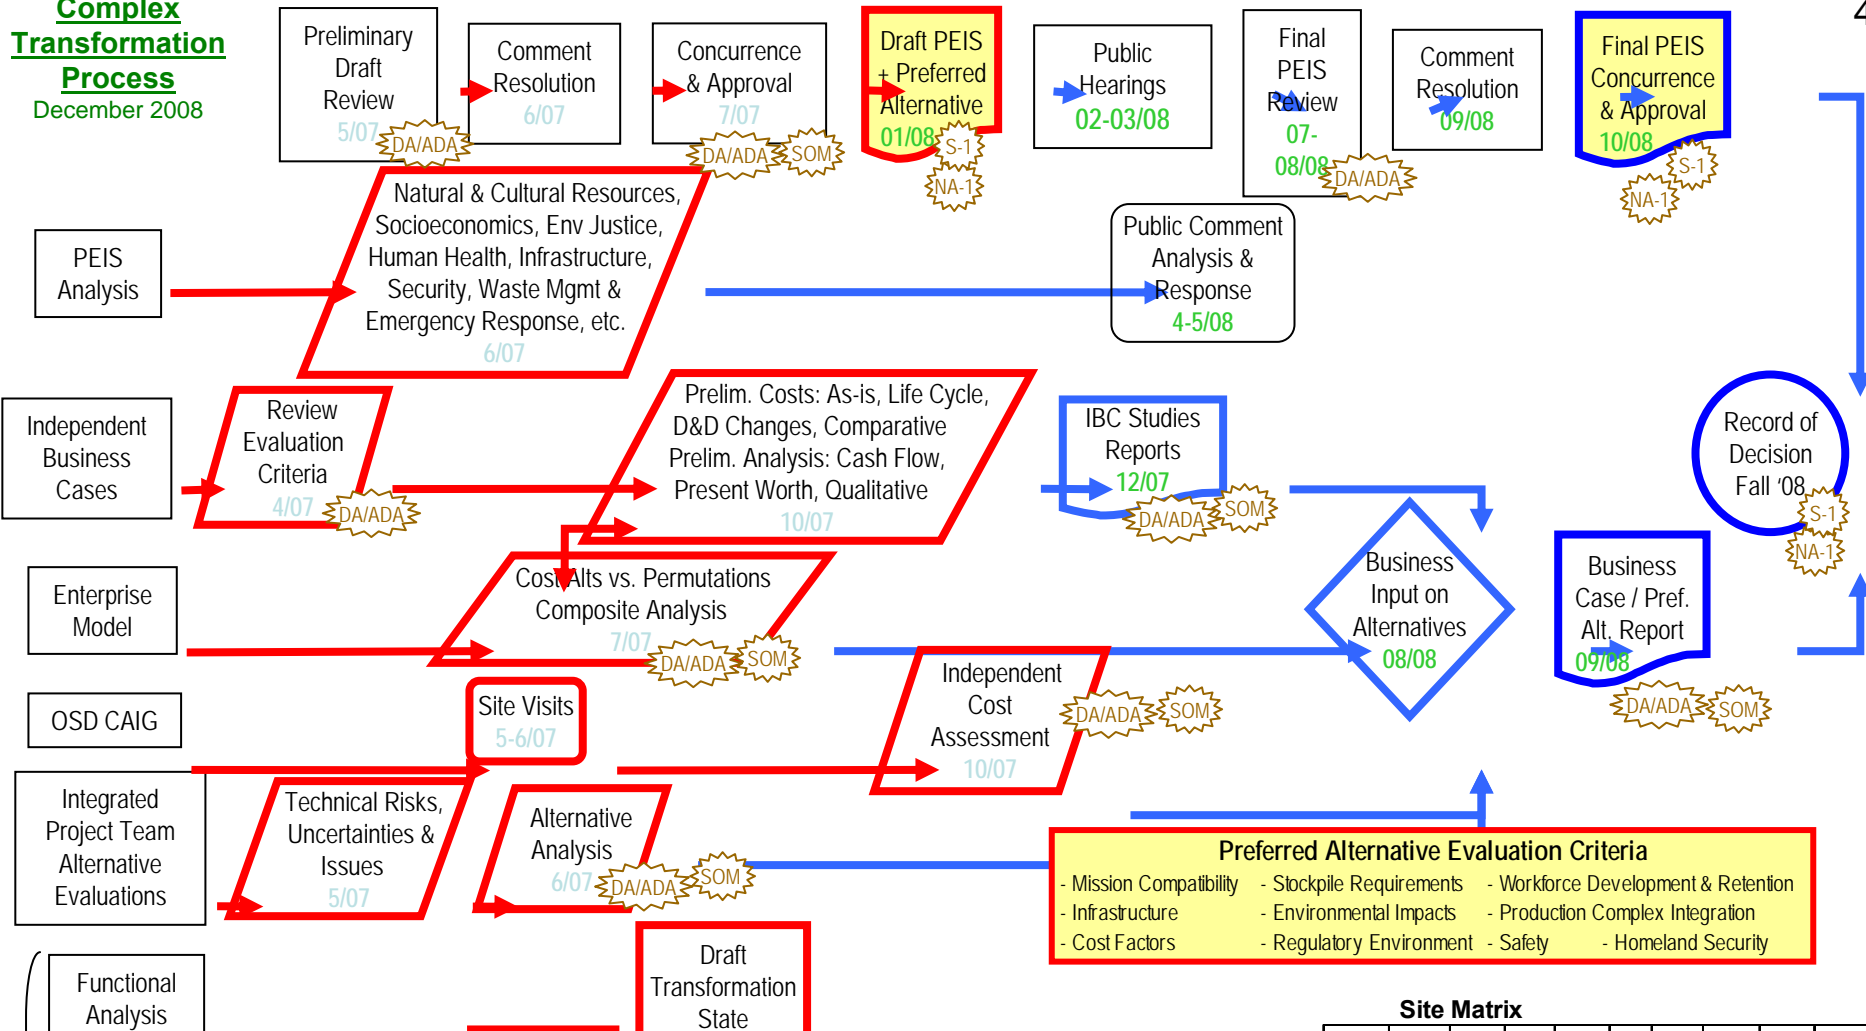 Complex
Transformation
Process
December 2008
Preliminary
Draft
Review
5/07
DA/ADA
Comment
Resolution
6/07
Concurrence
& Approval
7/07
DA/ADA
SOM
Draft PEIS
+ Preferred
Alternative
01/08
S-1
NA-1
Public
Hearings
02-03/08
Final
PEIS
Review
07-
08/08
DA/ADA
Comment
Resolution
09/08
Final PEIS
Concurrence
& Approval
10/08
S-1
NA-1
4
PEIS
Analysis
Natural & Cultural Resources,
Socioeconomics, Env Justice,
Human Health, Infrastructure,
Security, Waste Mgmt &
Emergency Response, etc.
6/07
Public Comment
Analysis &
Response
4-5/08
Independent
Business
Cases
Review
Evaluation
Criteria
4/07
DA/ADA
Prelim. Costs: As-is, Life Cycle,
D&D Changes, Comparative
Prelim. Analysis: Cash Flow,
Present Worth, Qualitative
10/07
IBC Studies
Reports
12/07
DA/ADA
SOM
Record of
Decision
Fall '08
S-1
NA-1
Enterprise
Model
Cost Alts vs. Permutations
Composite Analysis
7/07
DA/ADA
SOM
Business
Input on
Alternatives
08/08
Business
Case / Pref.
Alt. Report
09/08
DA/ADA
SOM
OSD CAIG
Site Visits
5-6/07
Independent
Cost
Assessment
10/07
DA/ADA
SOM
Integrated
Project Team
Alternative
Evaluations
Technical Risks,
Uncertainties &
Issues
5/07
Alternative
Analysis
6/07
DA/ADA
SOM
Preferred Alternative Evaluation Criteria
- Mission Compatibility - Stockpile Requirements - Workforce Development & Retention
- Infrastructure - Environmental Impacts - Production Complex Integration
- Cost Factors - Regulatory Environment - Safety - Homeland Security
Functional
Analysis
Draft
Transformation
State
Site Matrix